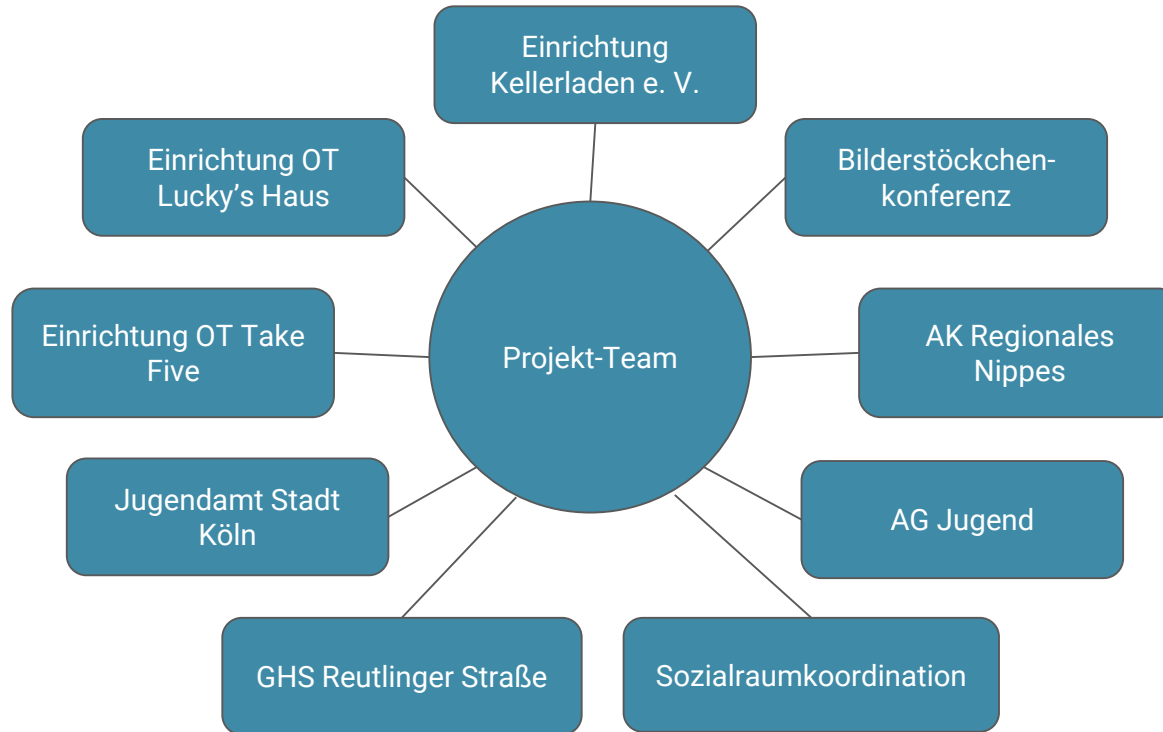 Einrichtung
Kellerladen e. V.
Einrichtung OT
Lucky’s Haus
Bilderstöckchen-
konferenz
Einrichtung OT Take
Five
Projekt-Team
AK Regionales
Nippes
Jugendamt Stadt
Köln
AG Jugend
GHS Reutlinger Straße
Sozialraumkoordination